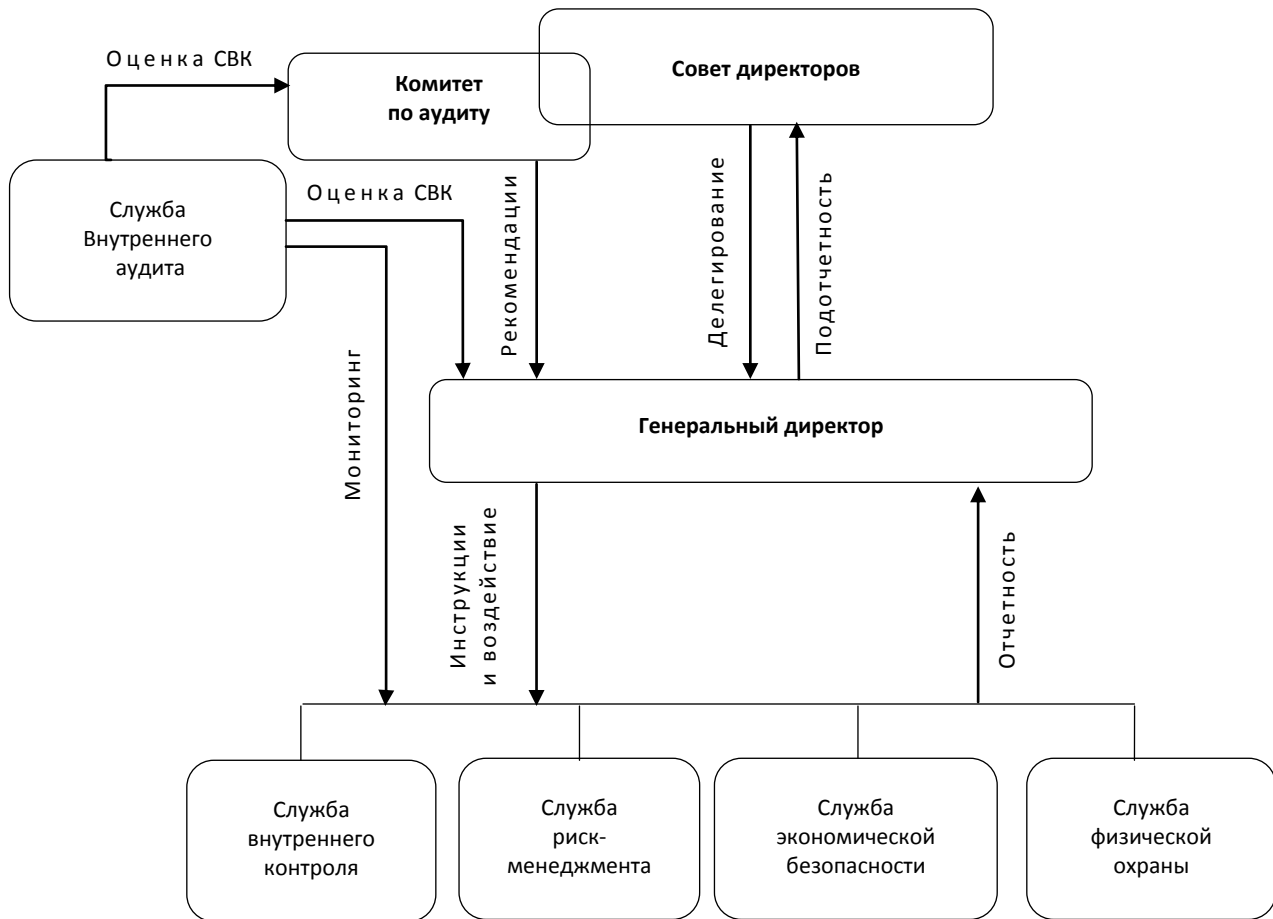 Оценка СВК
Комитет
по аудиту
Совет директоров
Служба
Внутреннего
аудита
Оценка СВК
Рекомендации
Делегирование
Подотчетность
Мониторинг
Генеральный директор
Инструкции
и воздействие
Отчетность
Служба
внутреннего
контроля
Служба
риск-
менеджмента
Служба
экономической
безопасности
Служба
физической
охраны